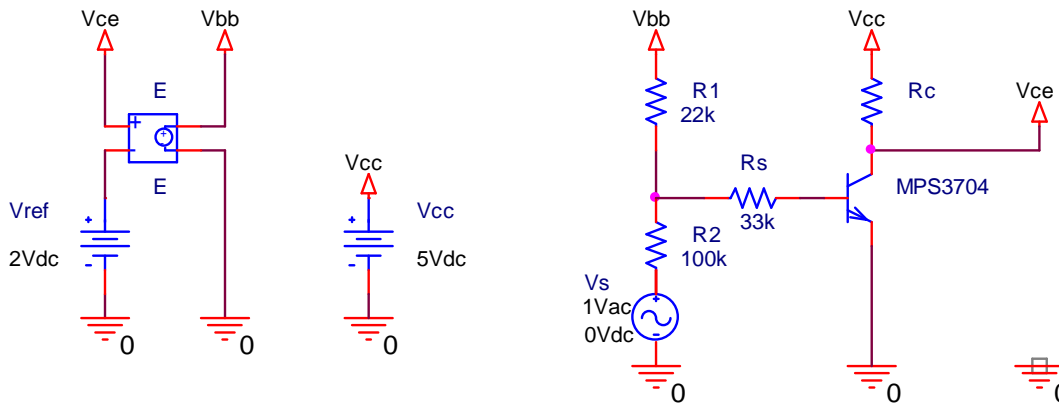 Vce
Vbb
E
E
Vref
2Vdc
0
0
Vcc
Vcc
5Vdc
0
Vbb
R1
22k
Rs
33k
R2
100k
Vs
1Vac
0Vdc
0
Vcc
Rc
Vce
MPS3704
0
0